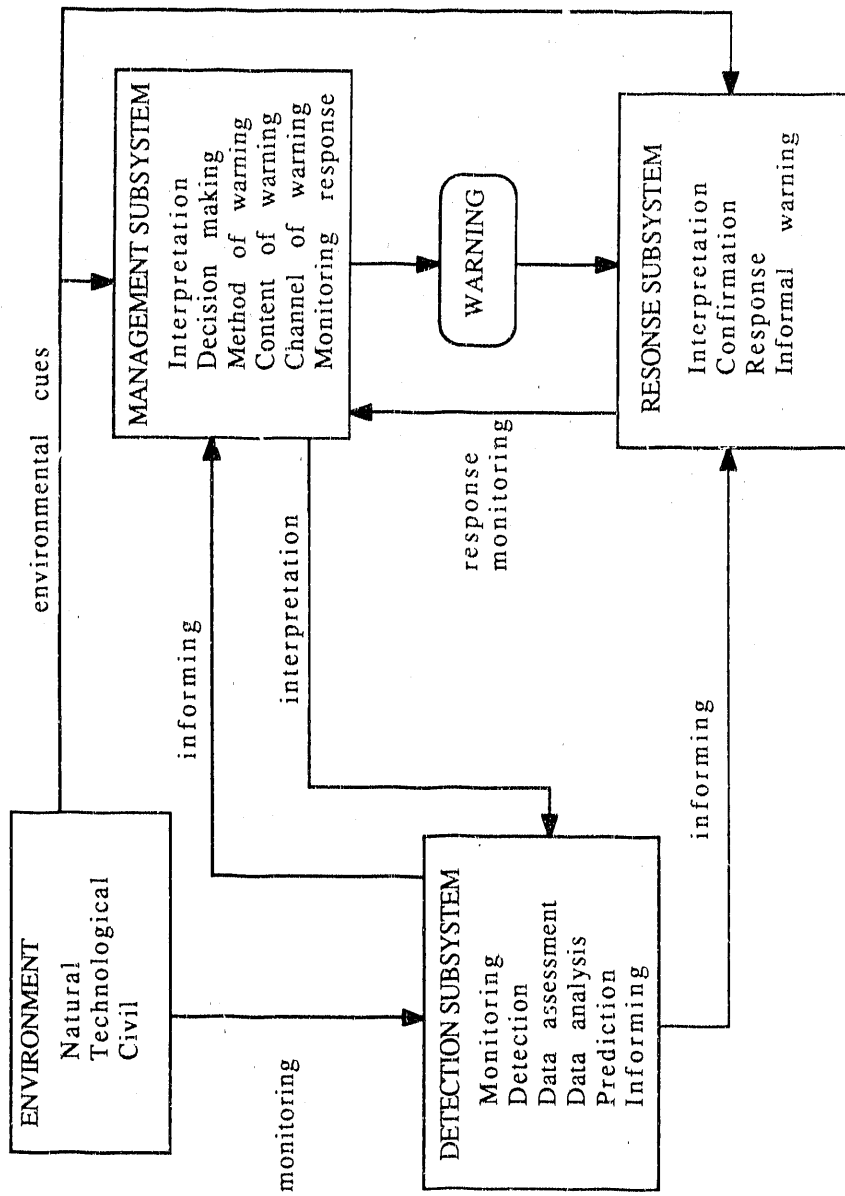 ENVIRONMENT
Natural
Technological
Civil
environmental cues
monitoring
informing
interpretation
MANAGEMENT SUBSYSTEM
Interpretation
Decision making
Method of warning
Content of warning
Channel of warning
Monitoring response
DETECTION SUBSYSTEM
Monitoring
Detection
Data assessment
Data analysis
Prediction
Informing
response
monitoring
WARNING
informing
RESONSE SUBSYSTEM
Interpretation
Confirmation
Response
Informal warning